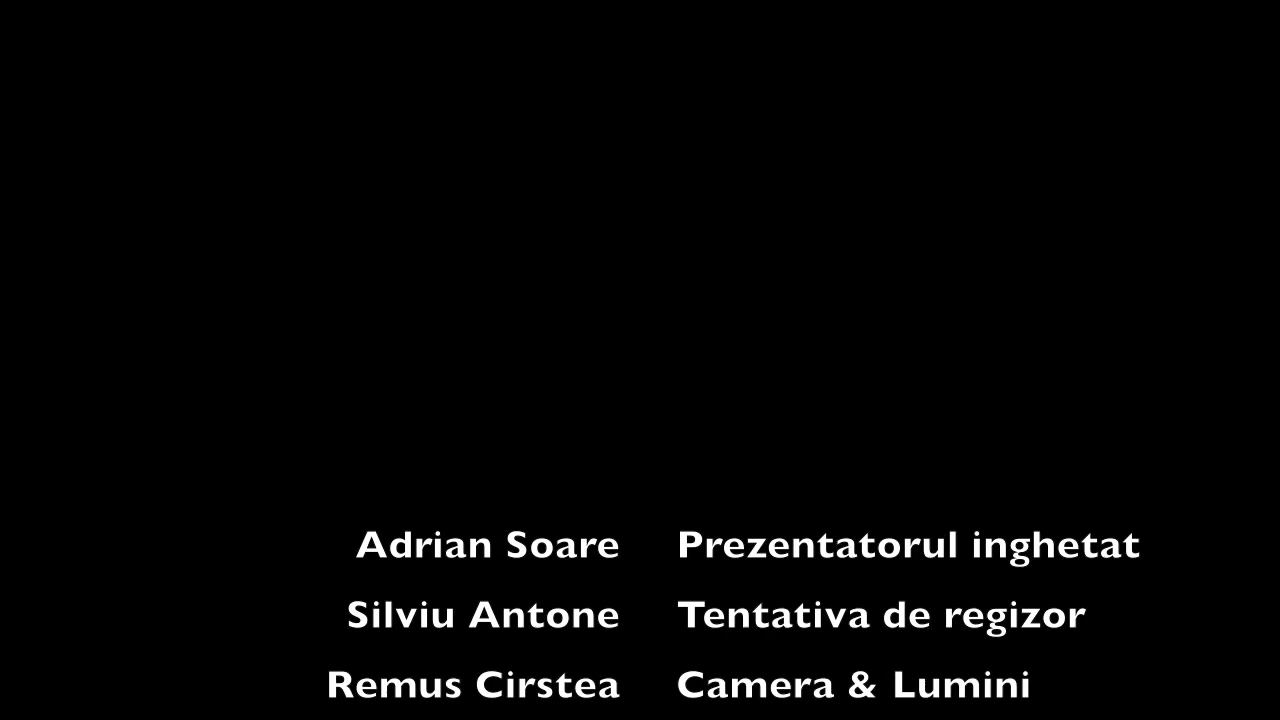 Adrian Soare Prezentatorul inghetat
Silviu Antone Tentativa de regizor
Remus Cirstea Camera & Lumini